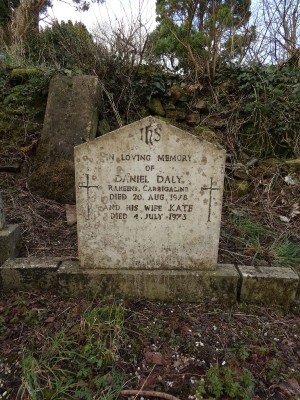 IHS
IN LOVING MEMORY
OF
DANIEL DALY,
RAHEENS, CARRIGALINE
DIED 20. AUG. 1978
AND HIS WIFE KATE
DIED 4. JULY 1973